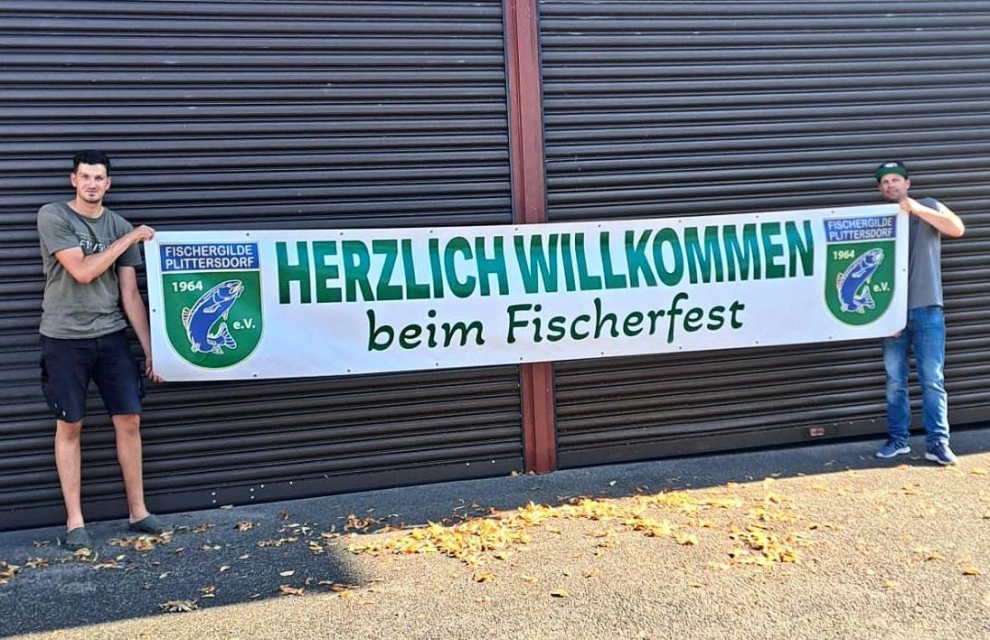 FISCHERGILDE
PLITTERSDORF
1964
e.V.
HERZLICH WILLKOMMEN
beim Fischerfest
FISCHERGILDE
PLITTERSDORF
1964
e.V.